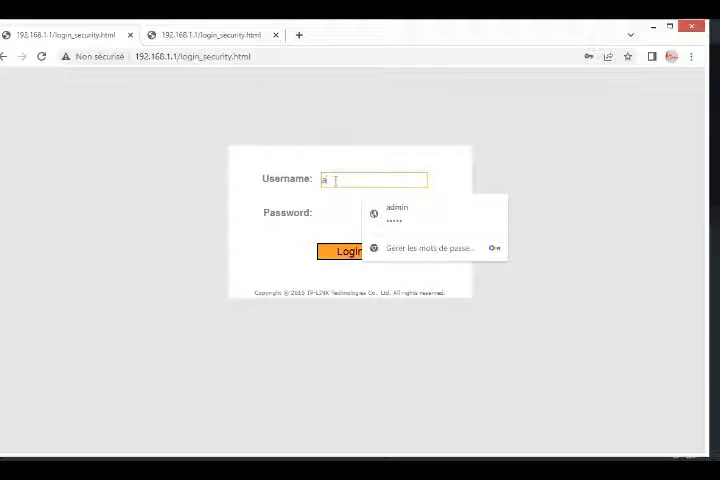 192.168.1.1/login_security.html
192.168.1.1/login_security.html
Non sécurisé
192.168.1.1/login_security.html
Username:
a
Password:
admin
•••••
Login
Gérer les mots de passe...
Copyright © 2015 TP-LINK Technologies Co., Ltd. All rights reserved.